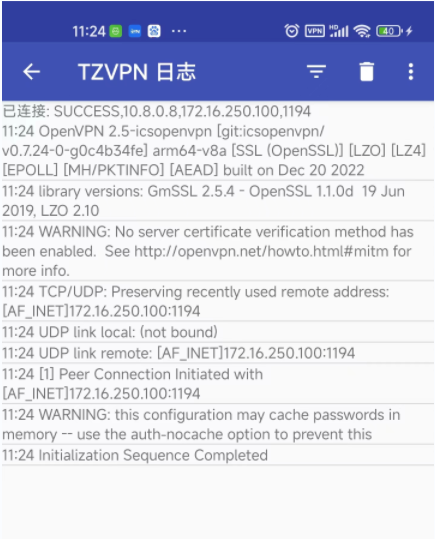 11:24
VPN
HD
40
TZVPN 日志
已连接: SUCCESS,10.8.0.8,172.16.250.100,1194
11:24 OpenVPN 2.5-icsopenvpn [git:icsopenvpn/
v0.7.24-0-g0c4b34fe] arm64-v8a [SSL (OpenSSL)] [LZO] [LZ4]
[EPOLL] [MH/PKTINFO] [AEAD] built on Dec 20 2022
11:24 library versions: GmSSL 2.5.4 - OpenSSL 1.1.0d  19 Jun
2019, LZO 2.10
11:24 WARNING: No server certificate verification method has
been enabled.  See http://openvpn.net/howto.html#mitm for
more info.
11:24 TCP/UDP: Preserving recently used remote address:
[AF_INET]172.16.250.100:1194
11:24 UDP link local: (not bound)
11:24 UDP link remote: [AF_INET]172.16.250.100:1194
11:24 [1] Peer Connection Initiated with
[AF_INET]172.16.250.100:1194
11:24 WARNING: this configuration may cache passwords in
memory -- use the auth-nocache option to prevent this
11:24 Initialization Sequence Completed